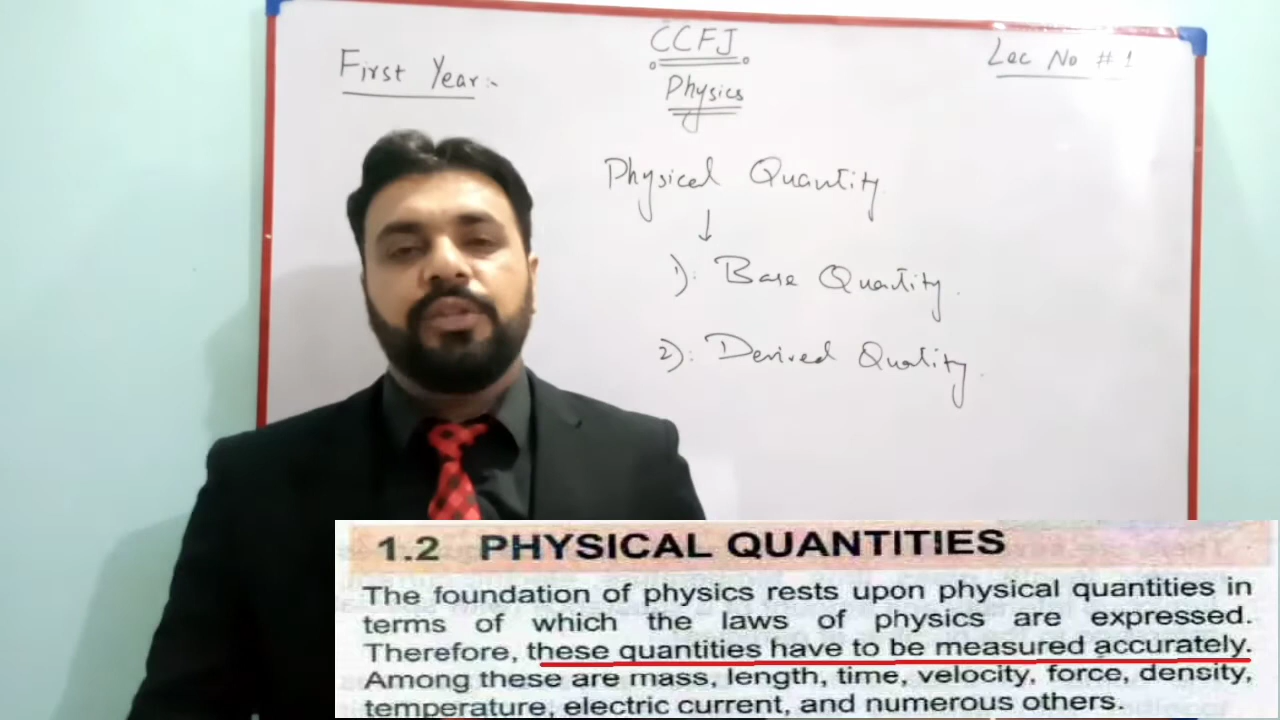 First Year:-
CCFJ
Physics
Lec No # 1
Physical Quantity
↓
1): Base Quantity.
2): Derived Quality.
1.2 PHYSICAL QUANTITIES
The foundation of physics rests upon physical quantities in
terms of which the laws of physics are expressed.
Therefore, these quantities have to be measured accurately.
Among these are mass, length, time, velocity, force, density,
temperature, electric current, and numerous others.